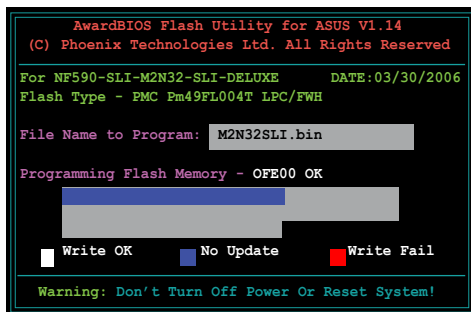 AwardBIOS Flash Utility for ASUS V1.14
(C) Phoenix Technologies Ltd. All Rights Reserved
For NF590-SLI-M2N32-SLI-DELUXE DATE:03/30/2006
Flash Type - PMC Pm49FL004T LPC/FWH
File Name to Program: M2N32SLI.bin
Programming Flash Memory - OFE00 OK
Write OK No Update Write Fail
Warning: Don't Turn Off Power Or Reset System!